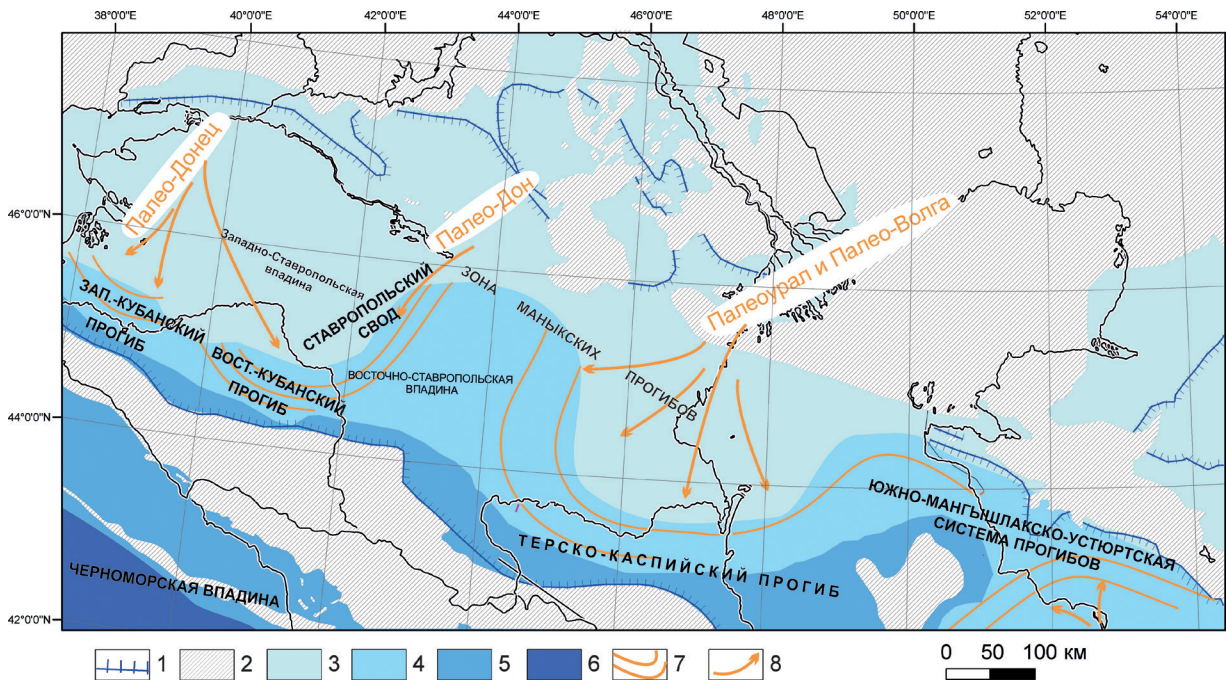 38°0'0"
40°0'0"
42°0'0"
44°0'0"
46°0'0"
48°0'0"
50°0'0"
52°0'0"
54°0'0"
46°0'0"N
44°0'0"N
42°0'0"N
Палео-Донец
Палео-Дон
Палеоурал и Палео-Волга
Западно-Ставропольская
впадина
ЗАП.-КУБАНСКИЙ
ПРОГИБ
ВОСТ.-КУБАНСКИЙ
ПРОГИБ
СТАВРОПОЛЬСКИЙ
СВОД
ЗОНА
МАНЫКСКИХ
ПРОГИБОВ
ВОСТОЧНО-СТАВРОПОЛЬСКАЯ
ВПАДИНА
ЮЖНО-МАНГЫШЛАКСКО-УСТЮРТСКАЯ
СИСТЕМА ПРОГИБОВ
ТЕРСКО-КАСПИЙСКИЙ ПРОГИБ
ЧЕРНОМОРСКАЯ ВПАДИНА
1
2
3
4
5
6
7
8
0 50 100 км